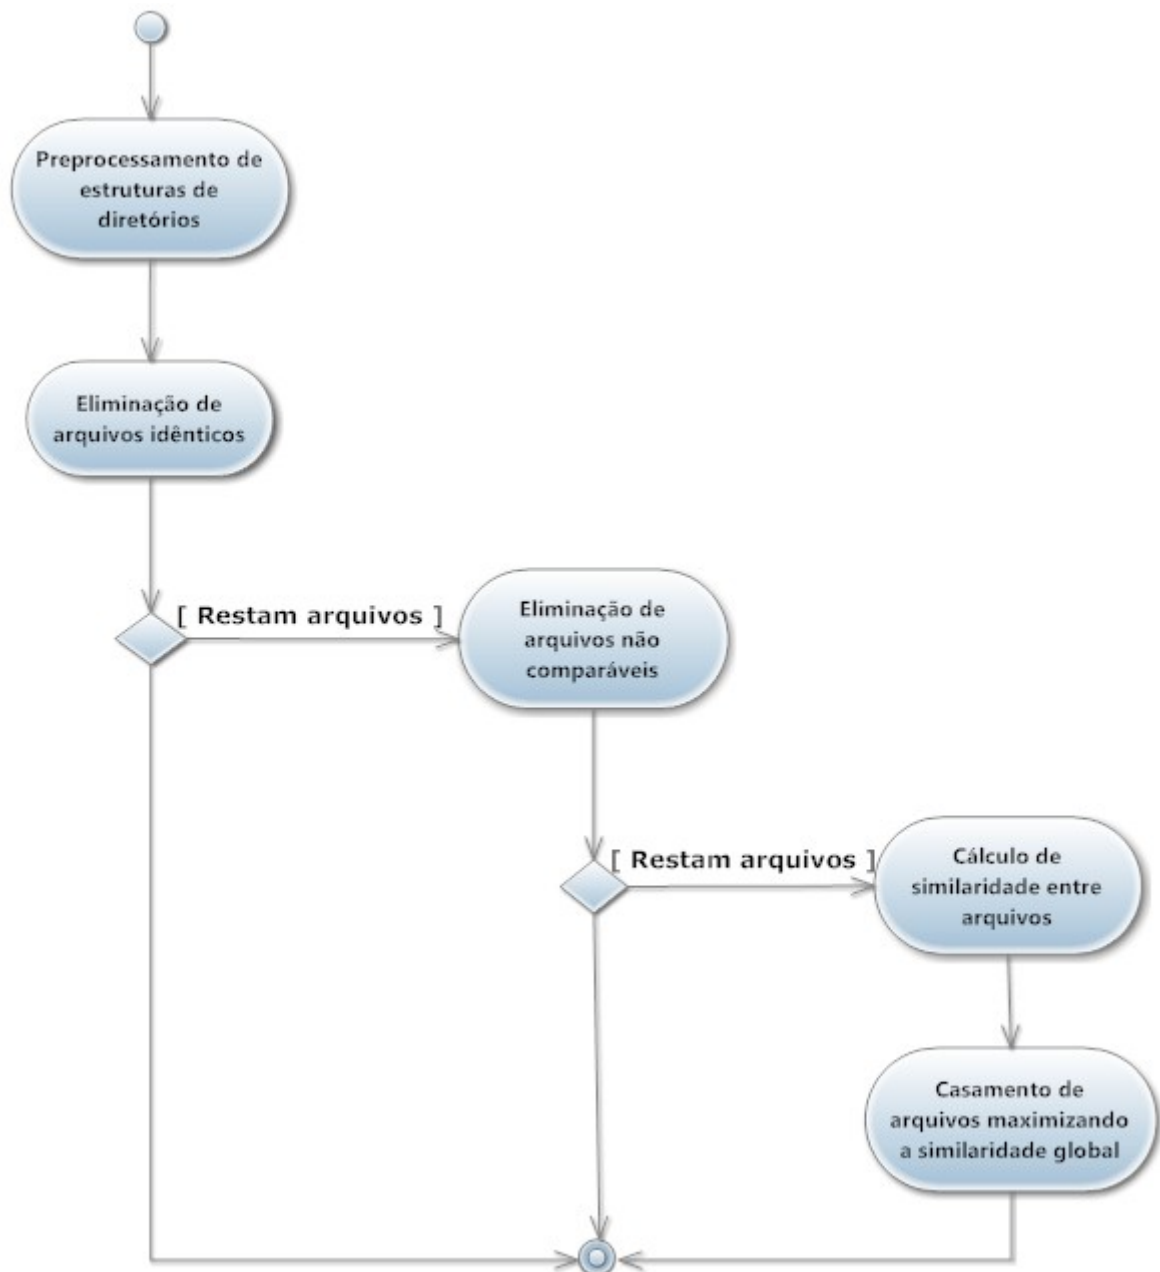 Preprocessamento de
estruturas de
diretórios
Eliminação de
arquivos idênticos
[ Restam arquivos ]
Eliminação de
arquivos não
comparáveis
[ Restam arquivos ]
Cálculo de
similaridade entre
arquivos
Casamento de
arquivos maximizando
a similaridade global